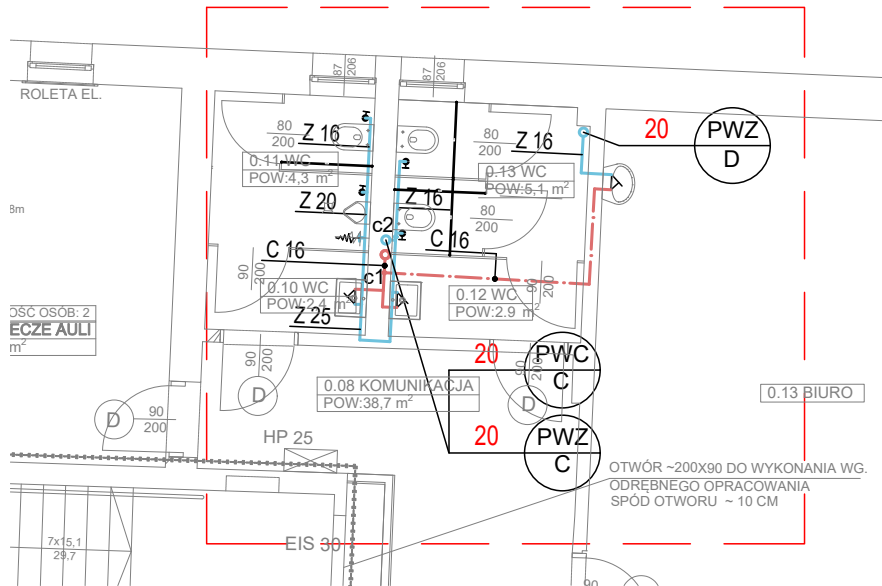 87
206
87
206
ROLETA EL.
80
200
Z 16
80
200
Z 16
20
PWZ
D
0.11 WC
POW:4,3 m²
0.13 WC
POW:5,1 m²
8m
Z 20
Z 16
80
200
c2
C 16
C 16
c1
90
200
90
200
0.10 WC
POW:2.4 m²
0.12 WC
POW:2.9 m²
Z 25
OŚĆ OSÓB: 2
ECZE AULI
m²
90
200
90
200
20
PWC
C
0.08 KOMUNIKACJA
POW:38,7 m²
D
D
0.13 BIURO
D
90
200
HP 25
20
PWZ
C
OTWÓR ~200X90 DO WYKONANIA WG.
ODRĘBNEGO OPRACOWANIA
SPÓD OTWORU ~ 10 CM
EIS 30
7x15,1
29,7
90